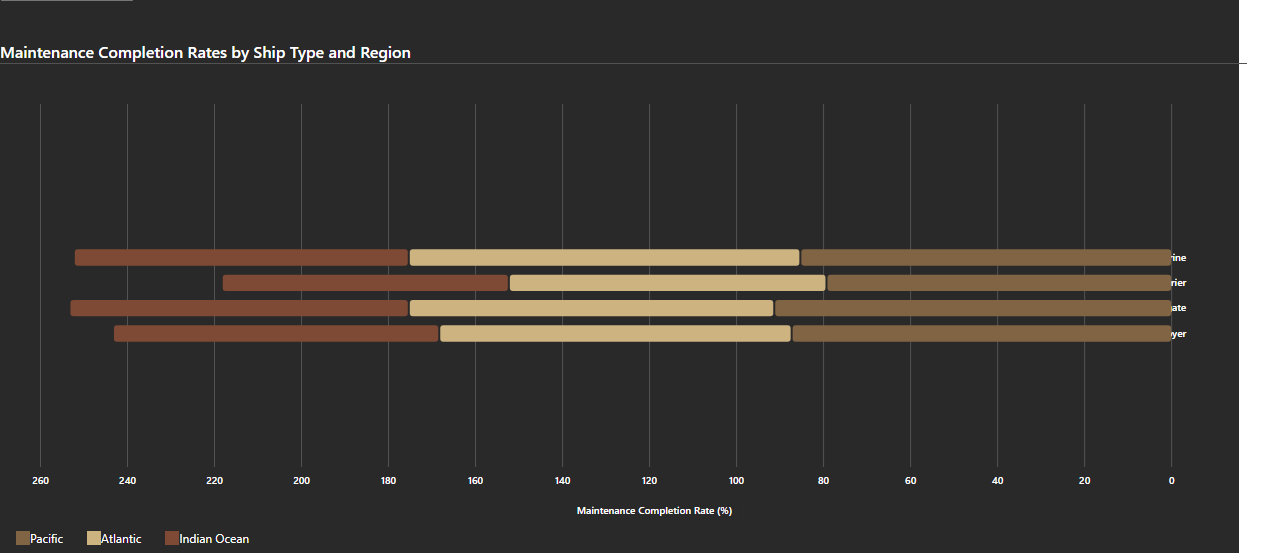 Maintenance Completion Rates by Ship Type and Region
ine
rier
ate
yer
260 240 220 200 180 160 140 120 100 80 60 40 20 0
Maintenance Completion Rate (%)
Pacific Atlantic Indian Ocean